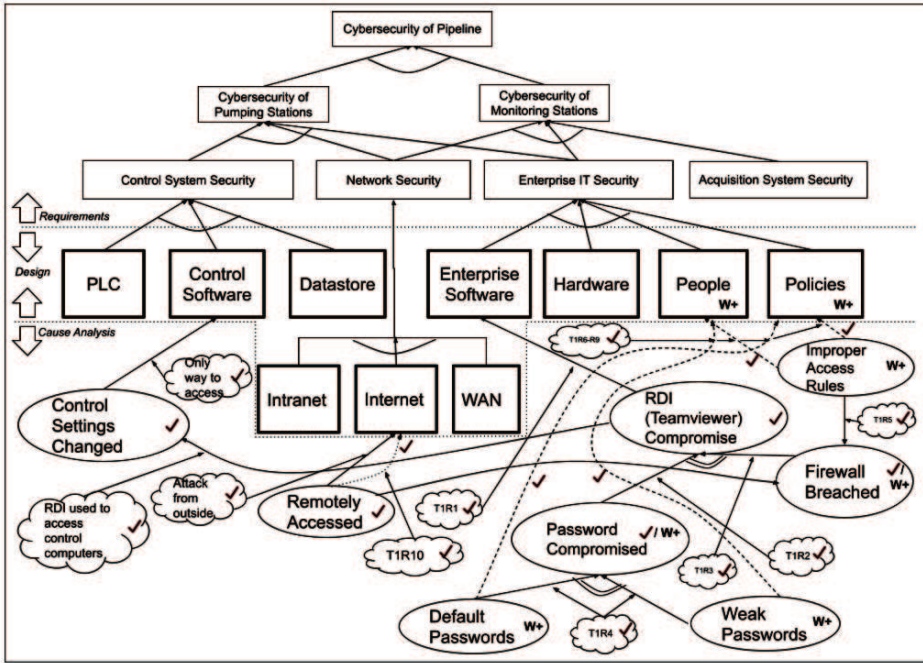 Cybersecurity of Pipeline
Cybersecurity of
Pumping Stations
Cybersecurity of
Monitoring Stations
Control System Security
Network Security
Enterprise IT Security
Acquisition System Security
Requirements
Design
PLC
Control
Software
Datastore
Enterprise
Software
Hardware
People
W+
Policies
W+
Cause Analysis
Only
way to
access
T1R6-R9
Improper
Access
Rules
W+
Intranet
Internet
WAN
Control
Settings
Changed
RDI
(Teamviewer)
Compromise
T1R5
Firewall
Breached
/
W+
RDI used to
access
control
computers
Attack
from
outside
Remotely
Accessed
T1R1
T1R10
Password
Compromised
/ W+
T1R3
T1R2
Default
Passwords
W+
T1R4
Weak
Passwords
W+